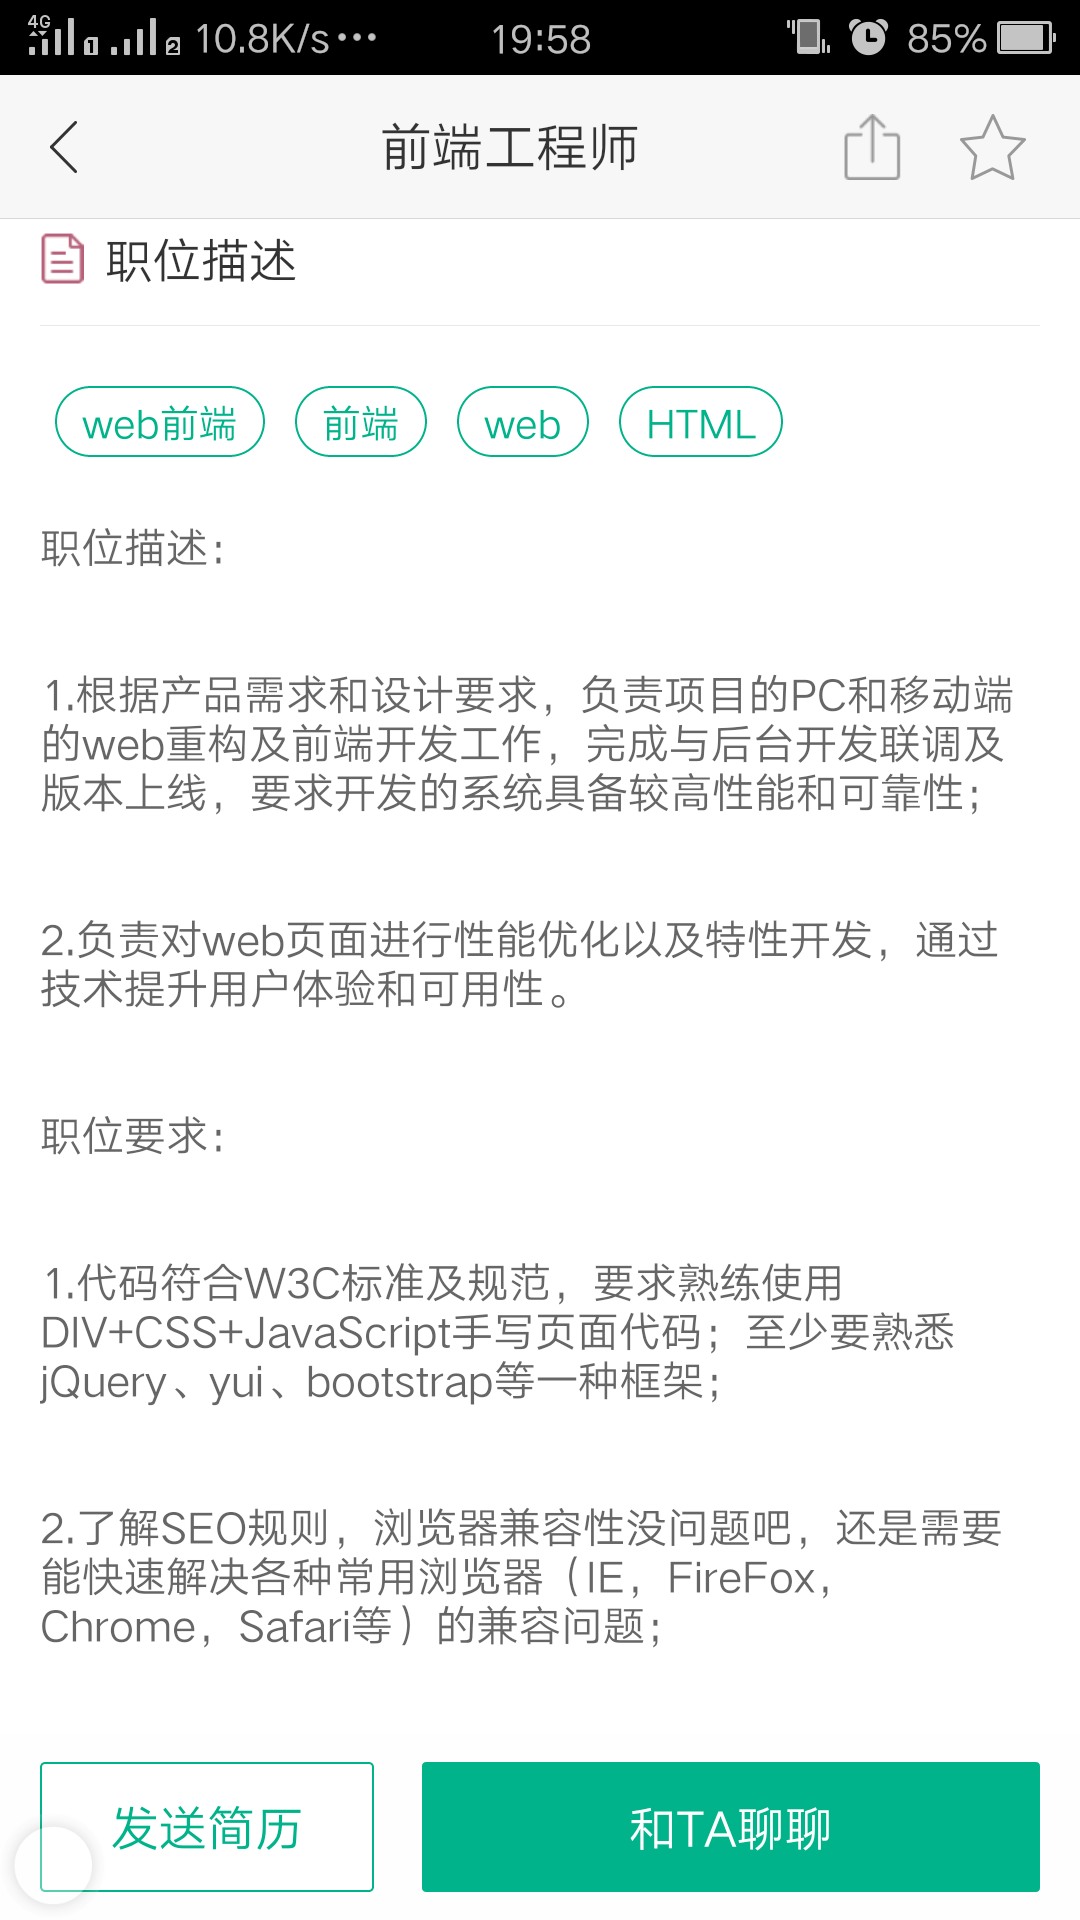 4G 1 2 10.8K/s··· 19:58 85%
前端工程师
职位描述
web前端 前端 web HTML
职位描述：
1.根据产品需求和设计要求，负责项目的PC和移动端
的web重构及前端开发工作，完成与后台开发联调及
版本上线，要求开发的系统具备较高性能和可靠性；
2.负责对web页面进行性能优化以及特性开发，通过
技术提升用户体验和可用性。
职位要求：
1.代码符合W3C标准及规范，要求熟练使用
DIV+CSS+JavaScript手写页面代码；至少要熟悉
jQuery、yui、bootstrap等一种框架；
2.了解SEO规则，浏览器兼容性没问题吧，还是需要
能快速解决各种常用浏览器（IE，FireFox，
Chrome，Safari等）的兼容问题；
发送简历 和TA聊聊